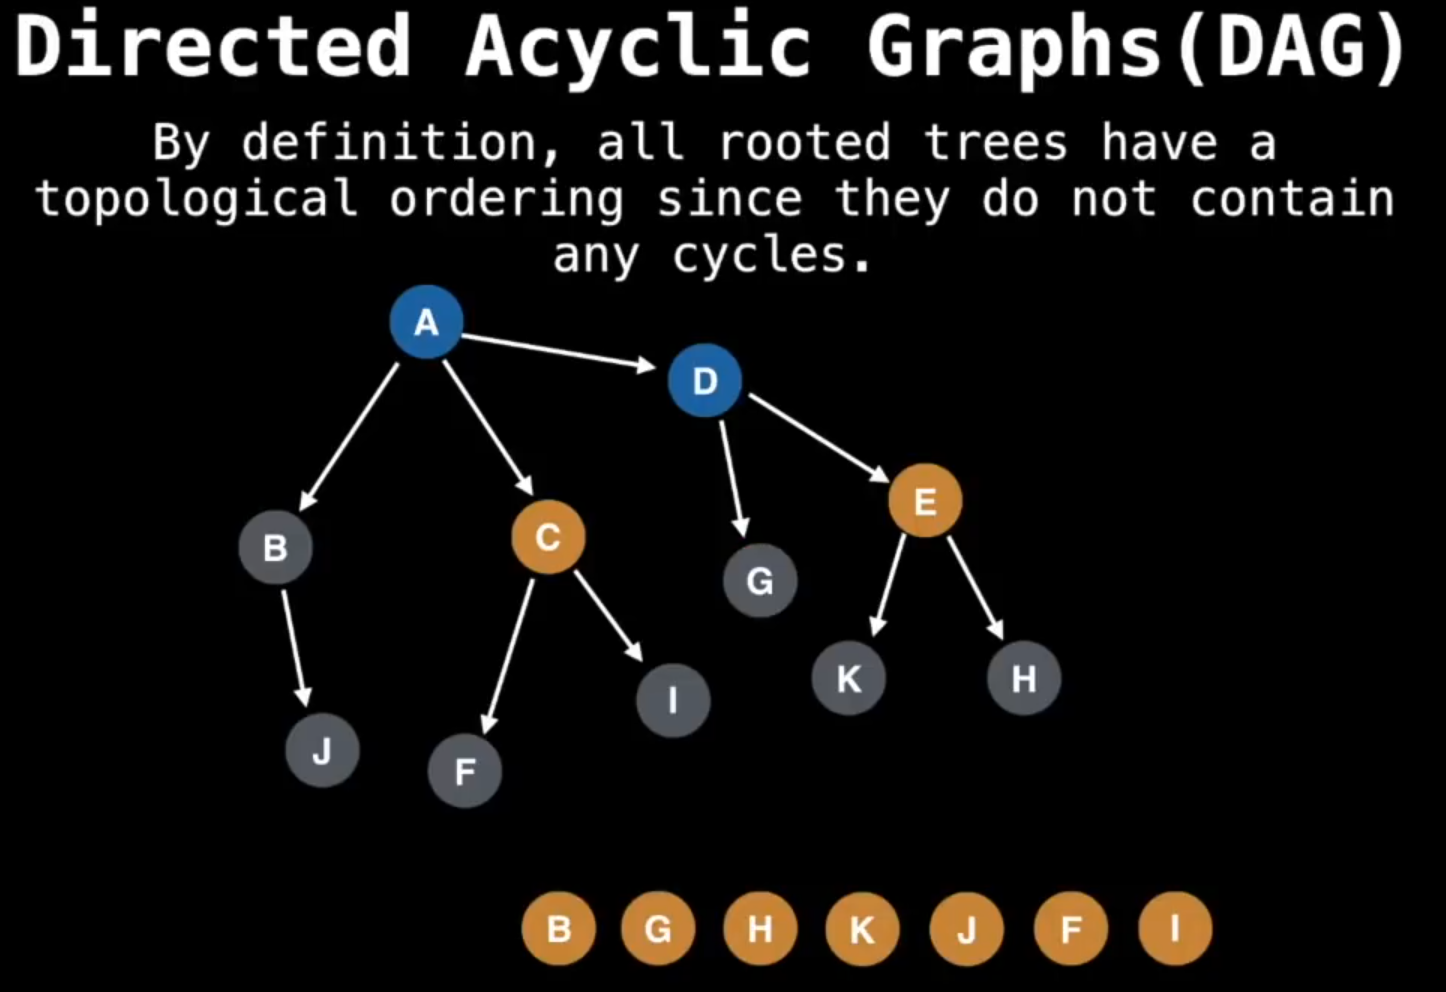 Directed Acyclic Graphs(DAG)
By definition, all rooted trees have a
topological ordering since they do not contain
any cycles.
A
D
E
B
C
G
K
H
I
J
F
B G H K J F I